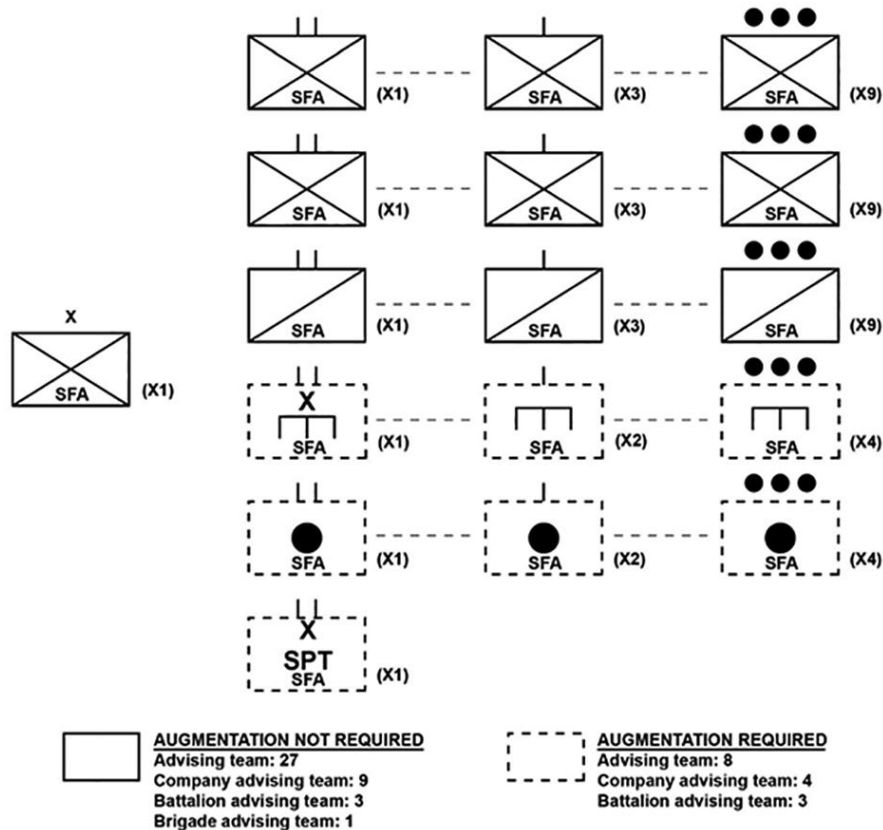 SFA (X1) SFA (X3) SFA (X9)
SFA (X1) SFA (X3) SFA (X9)
SFA (X1) SFA (X3) SFA (X9)
X
SFA (X1)
X
SFA (X1) SFA (X2) SFA (X4)
SFA (X1) SFA (X2) SFA (X4)
X
SPT
SFA (X1)
AUGMENTATION NOT REQUIRED
Advising team: 27
Company advising team: 9
Battalion advising team: 3
Brigade advising team: 1
AUGMENTATION REQUIRED
Advising team: 8
Company advising team: 4
Battalion advising team: 3